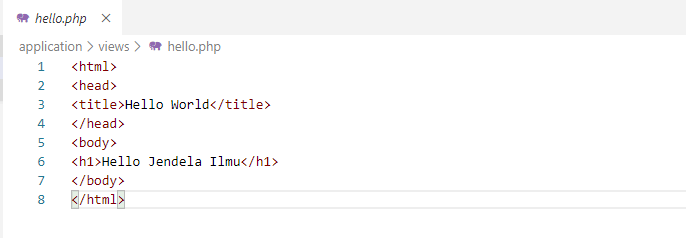 hello.php ×
application > views > hello.php
1 <html>
2 <head>
3 <title>Hello World</title>
4 </head>
5 <body>
6 <h1>Hello Jendela Ilmu</h1>
7 </body>
8 </html>